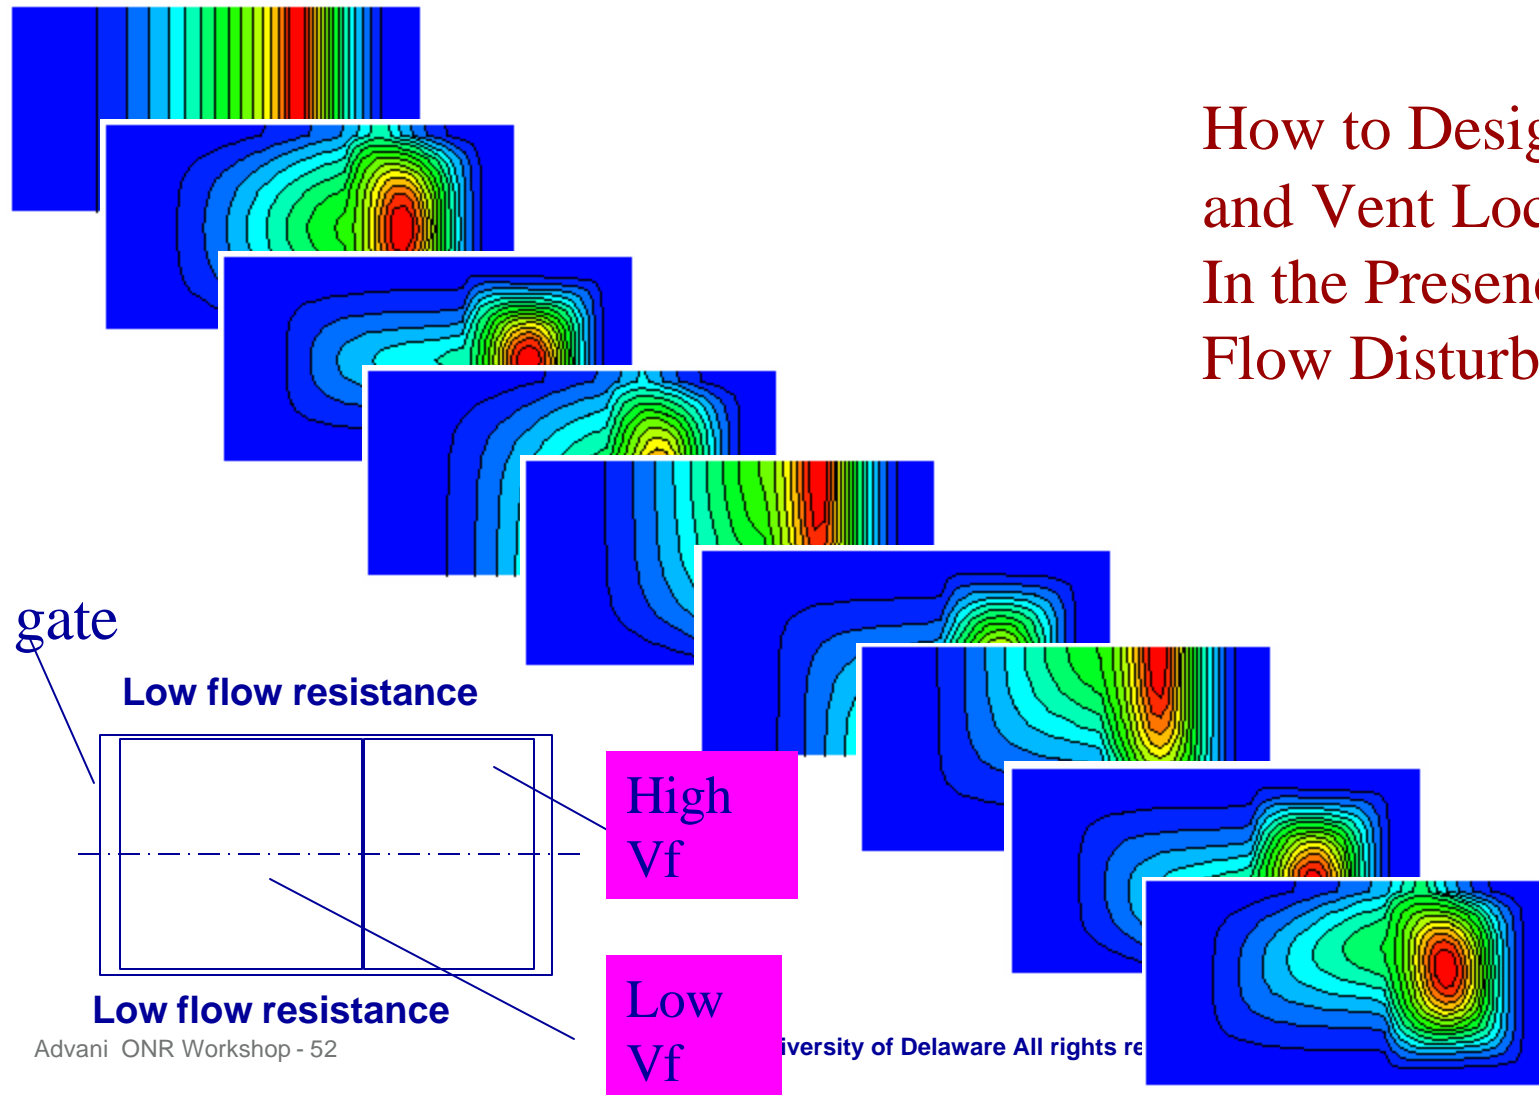 How to Desig
and Vent Loc
In the Presen
Flow Disturb
gate
Low flow resistance
High
Vf
Low
Vf
Low flow resistance
Advani ONR Workshop - 52
iversity of Delaware All rights re